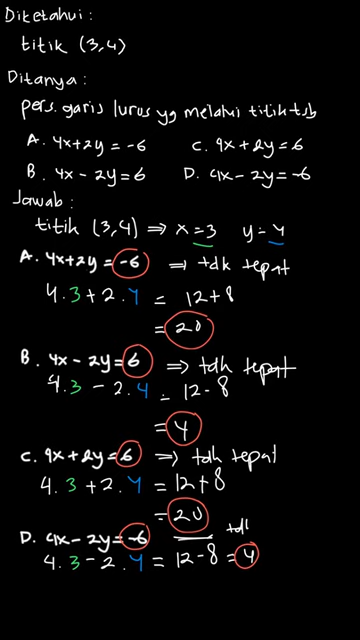 Diketahui :
titik (3,4)
Ditanya :
pers. garis lurus yg melalui titik tsb
A. 4x+2y = -6 C. 4x + 2y = 6
B. 4x - 2y = 6 D. 4x - 2y = -6
Jawab :
titik (3,4) ⇒ x = 3 y = 4
A. 4x+2y = -6 ⇒ tdk tepat
4.3 + 2.4 = 12+8
= 20
B. 4x - 2y = 6 ⇒ tdk tepat
4.3 - 2.4 = 12 - 8
= 4
C. 4x + 2y = 6 ⇒ tdk tepat
4.3 + 2.4 = 12 + 8
= 20
D. 4x - 2y = -6 tdk
4.3 - 2.4 = 12 - 8 = 4